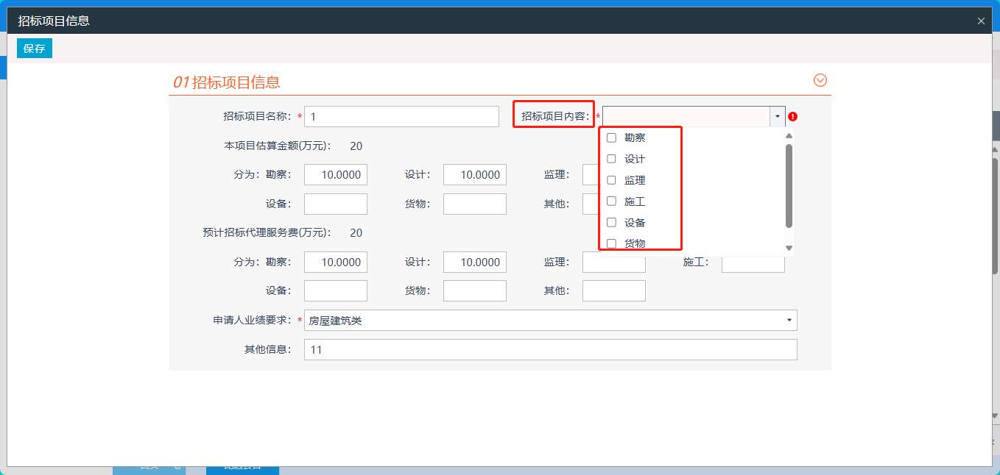 招标项目信息
保存
01招标项目信息
招标项目名称：* 1 招标项目内容：*
勘察
设计
监理
施工
设备
货物
本项目估算金额(万元)： 20
分为：勘察： 10.0000 设计： 10.0000 监理：
设备： 货物： 其他：
预计招标代理服务费(万元)： 20
分为：勘察： 10.0000 设计： 10.0000 监理： 施工：
设备： 货物： 其他：
申请人业绩要求：* 房屋建筑类
其他信息： 11